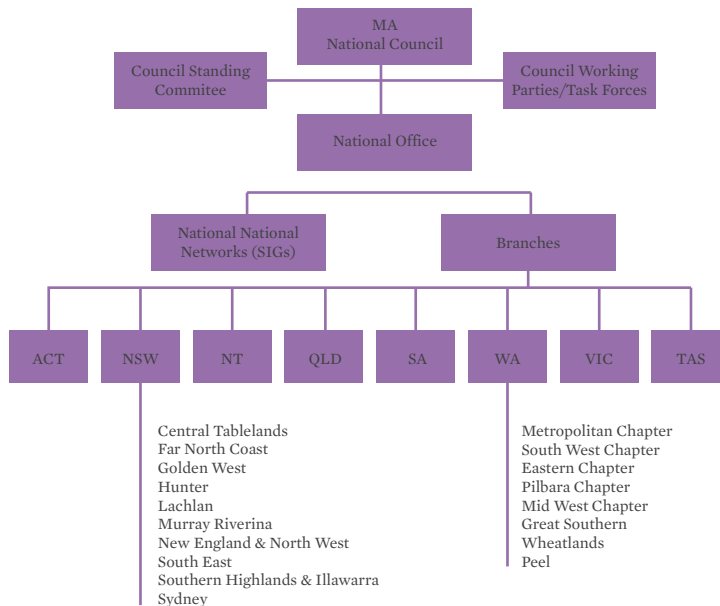 MA
National Council
Council Standing
Commitee
Council Working
Parties/Task Forces
National Office
National National
Networks (SIGs)
Branches
ACT
NSW
NT
QLD
SA
WA
VIC
TAS
Central Tablelands
Far North Coast
Golden West
Hunter
Lachlan
Murray Riverina
New England & North West
South East
Southern Highlands & Illawarra
Sydney
Metropolitan Chapter
South West Chapter
Eastern Chapter
Pilbara Chapter
Mid West Chapter
Great Southern
Wheatlands
Peel